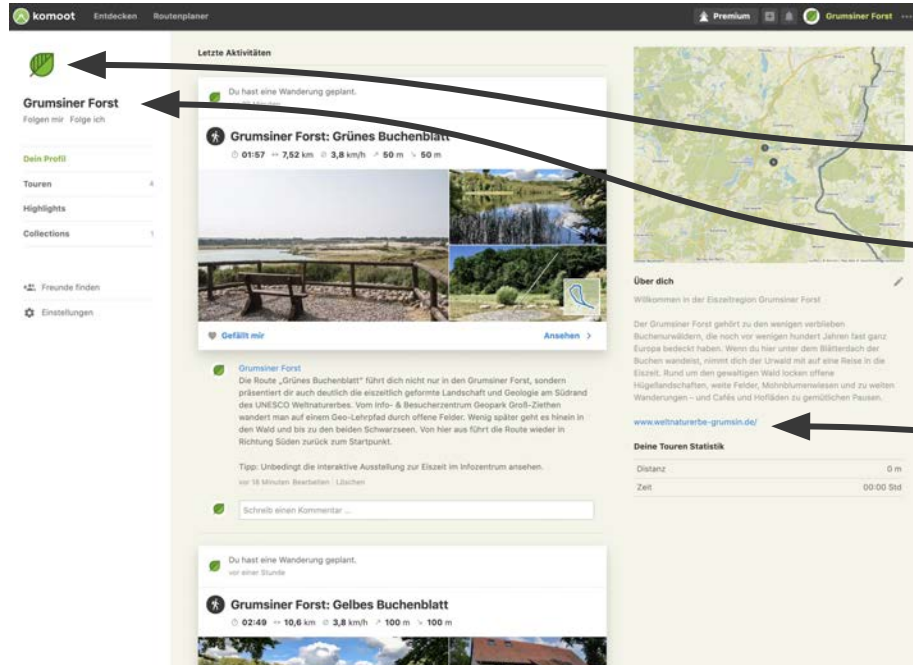 komoot Entdecken Routenplaner Premium Grumsiner Forst
Grumsiner Forst
Folgen mir Folge ich
Dein Profil
Touren 4
Highlights
Collections 1
Freunde finden
Einstellungen
Letzte Aktivitäten
Du hast eine Wanderung geplant.
Grumsiner Forst: Grünes Buchenblatt
01:57 7,52 km 3,8 km/h 50 m 50 m
Gefällt mir Ansehen
Grumsiner Forst
Die Route „Grünes Buchenblatt“ führt dich nicht nur in den Grumsiner Forst, sondern
präsentiert dir auch deutlich die eiszeitlich geformte Landschaft und Geologie am Südrand
des UNESCO Weltnaturerbes. Vom Info- & Besucherzentrum Geopark Groß-Ziethen
wandert man auf einem Geo-Lehrpfad durch offene Felder. Wenig später geht es hinein in
den Wald und bis zu den beiden Schwarzseen. Von hier aus führt die Route wieder in
Richtung Süden zurück zum Startpunkt.
Tipp: Unbedingt die interaktive Ausstellung zur Eiszeit im Infozentrum ansehen.
vor 18 Minuten Bearbeiten Löschen
Schreib einen Kommentar ...
Du hast eine Wanderung geplant.
vor einer Stunde
Grumsiner Forst: Gelbes Buchenblatt
02:49 10,6 km 3,8 km/h 100 m 100 m
Über dich
Willkommen in der Eiszeitregion Grumsiner Forst
Der Grumsiner Forst gehört zu den wenigen verblieben
Buchenurwäldern, die noch vor wenigen hundert Jahren fast ganz
Europa bedeckt haben. Wenn du hier unter dem Blätterdach der
Buchen wandeist, nimmt dich der Urwald mit auf eine Reise in die
Eiszeit. Rund um den gewaltigen Wald locken offene
Hügellandschaften, weite Felder, Mohnblumenwiesen und zu weiten
Wanderungen – und Cafés und Hofläden zu gemütlichen Pausen.
www.weltnaturerbe-grumsin.de/
Deine Touren Statistik
Distanz 0 m
Zeit 00:00 Std